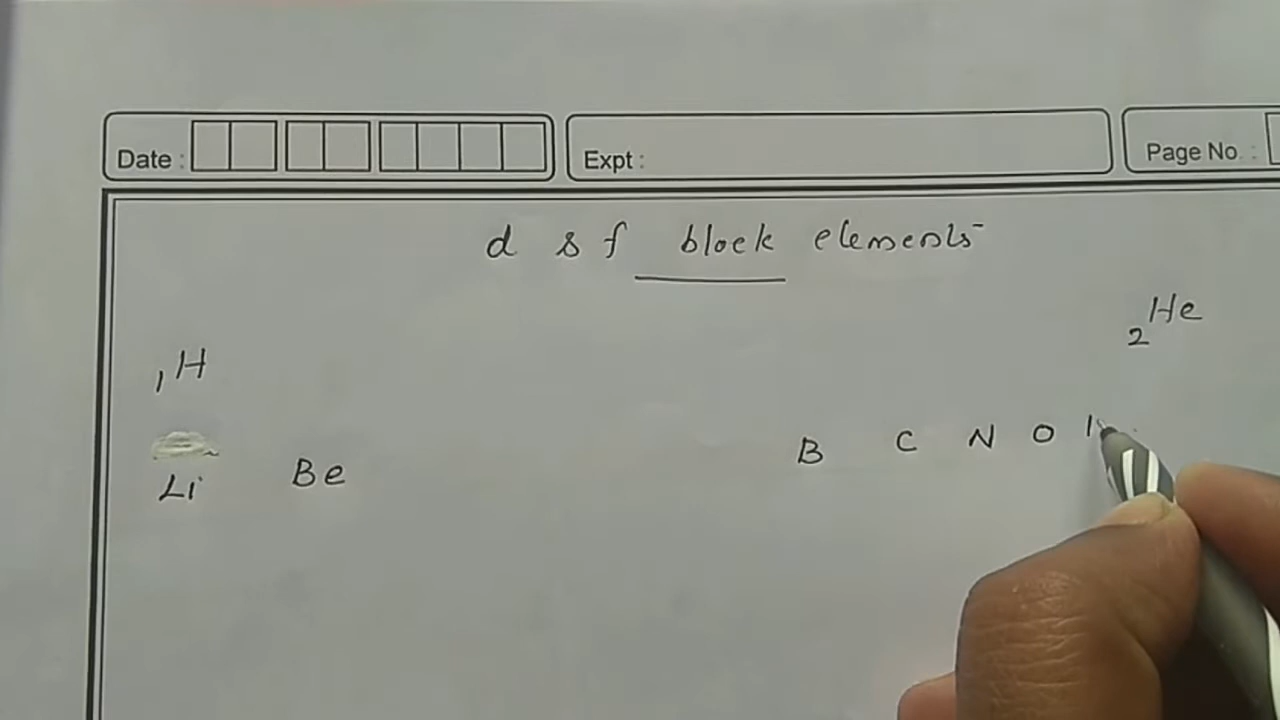 Date : Expt : Page No. :
d & f block elements
2He
1H
B C N O
Li Be